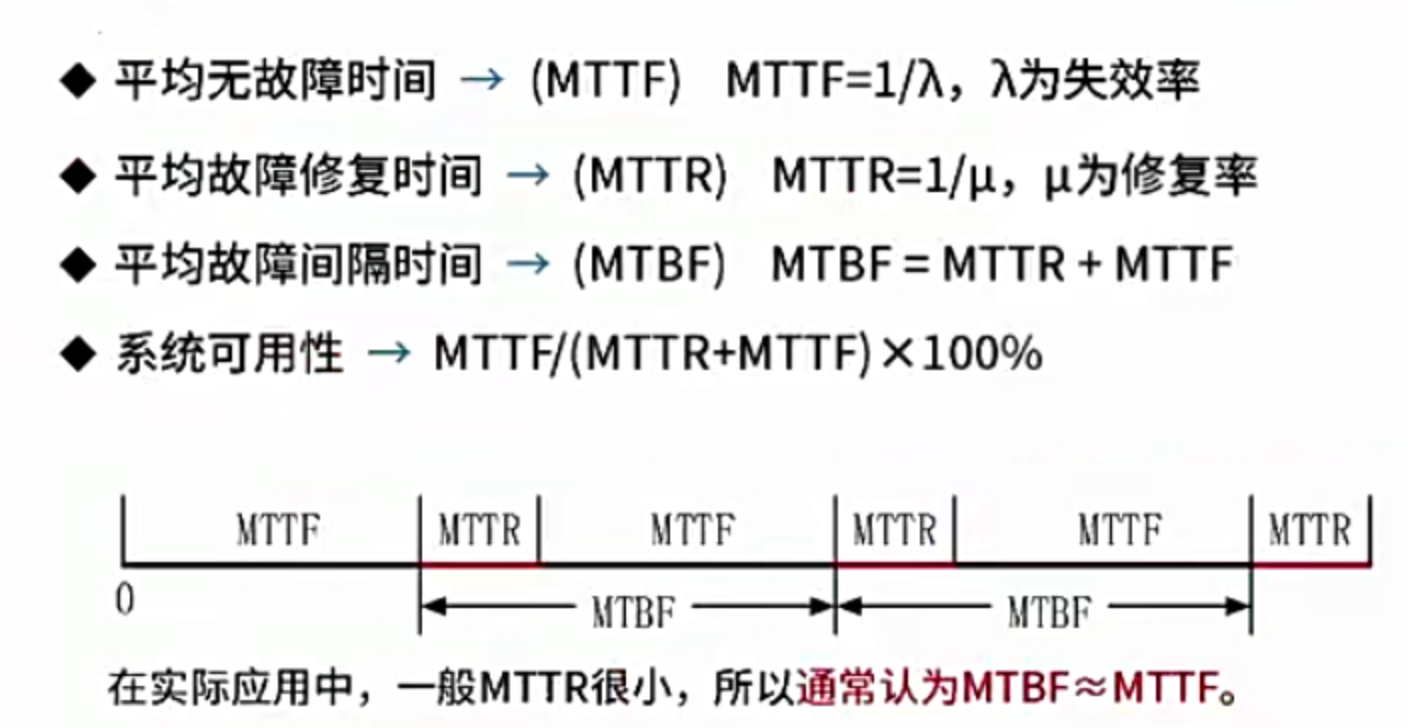 ◆ 平均无故障时间 → (MTTF) MTTF=1/λ，λ为失效率
◆ 平均故障修复时间 → (MTTR) MTTR=1/μ，μ为修复率
◆ 平均故障间隔时间 → (MTBF) MTBF = MTTR + MTTF
◆ 系统可用性 → MTTF/(MTTR+MTTF)×100%
MTTF MTTR MTTF MTTR MTTF MTTR
0 MTBF MTBF
在实际应用中，一般MTTR很小，所以通常认为MTBF≈MTTF。